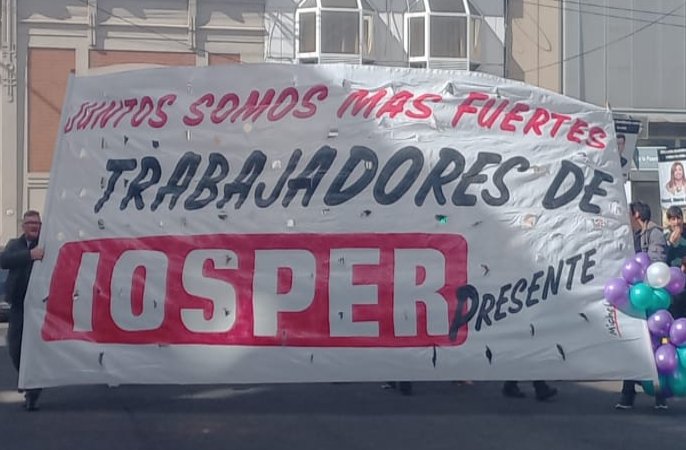 JUNTOS SOMOS MAS FUERTES
TRABAJADORES DE
IOSPER PRESENTE